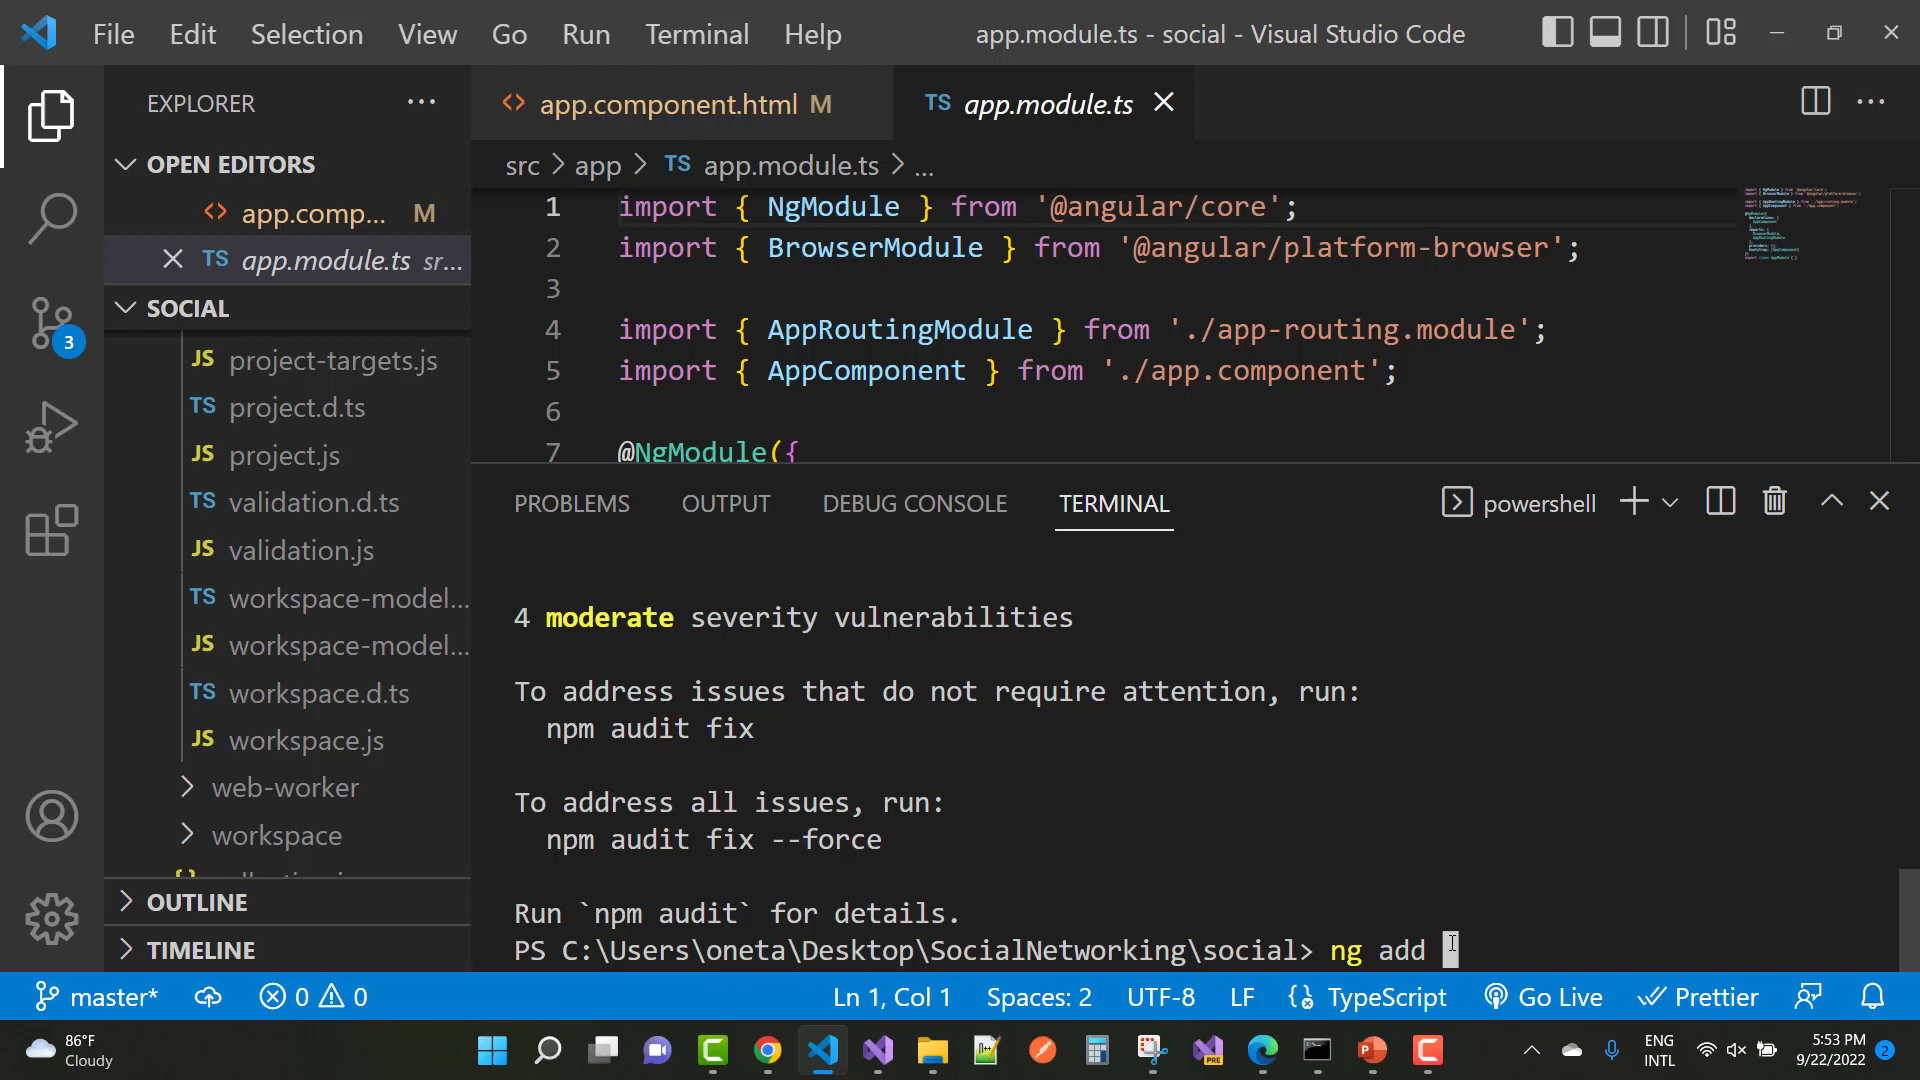 File Edit Selection View Go Run Terminal Help
app.module.ts - social - Visual Studio Code
EXPLORER
app.component.html M
TS app.module.ts
OPEN EDITORS
src > app > TS app.module.ts > ...
app.comp... M
TS app.module.ts sr...
SOCIAL
1 import { NgModule } from '@angular/core';
2 import { BrowserModule } from '@angular/platform-browser';
3
4 import { AppRoutingModule } from './app-routing.module';
5 import { AppComponent } from './app.component';
6
7 @NgModule({
3
JS project-targets.js
TS project.d.ts
JS project.js
TS validation.d.ts
JS validation.js
TS workspace-model...
JS workspace-model...
TS workspace.d.ts
JS workspace.js
web-worker
workspace
OUTLINE
TIMELINE
PROBLEMS OUTPUT DEBUG CONSOLE TERMINAL
powershell
4 moderate severity vulnerabilities
To address issues that do not require attention, run:
npm audit fix
To address all issues, run:
npm audit fix --force
Run `npm audit` for details.
PS C:\Users\oneta\Desktop\SocialNetworking\social> ng add
master* 0 0 Ln 1, Col 1 Spaces: 2 UTF-8 LF TypeScript Go Live Prettier
86°F
Cloudy
PRE
ENG
INTL
5:53 PM
9/22/2022
2